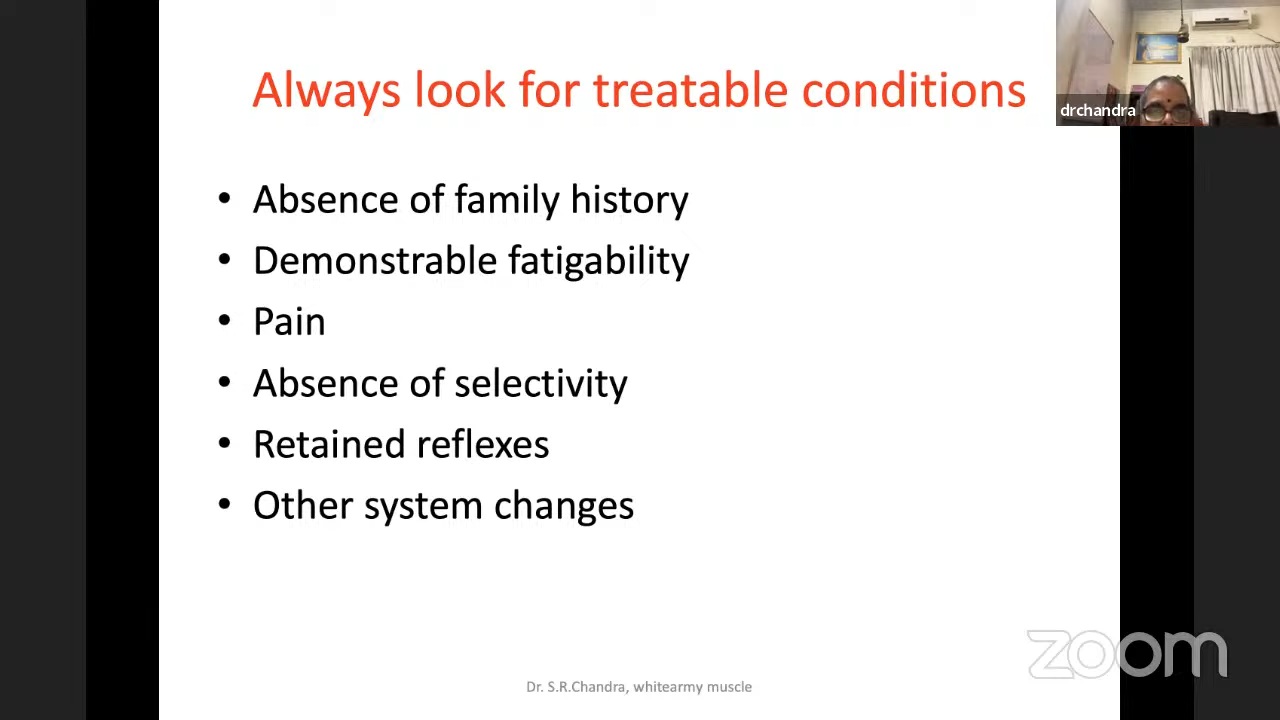 Always look for treatable conditions
drchandra
• Absence of family history
• Demonstrable fatigability
• Pain
• Absence of selectivity
• Retained reflexes
• Other system changes
zoom
Dr. S.R.Chandra, whitearmy muscle